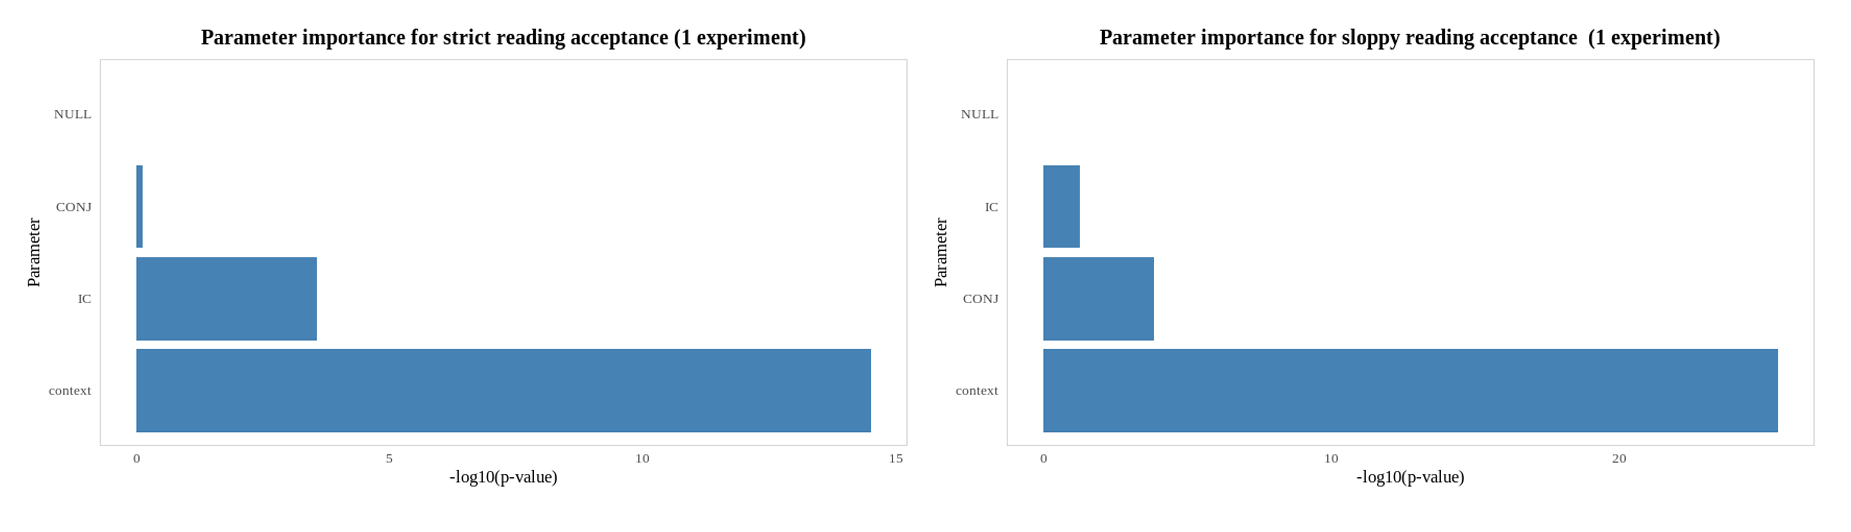 Parameter importance for strict reading acceptance (1 experiment)
NULL
CONJ
IC
context
Parameter
0 5 10 15
-log10(p-value)
Parameter importance for sloppy reading acceptance  (1 experiment)
NULL
IC
CONJ
context
Parameter
0 10 20
-log10(p-value)